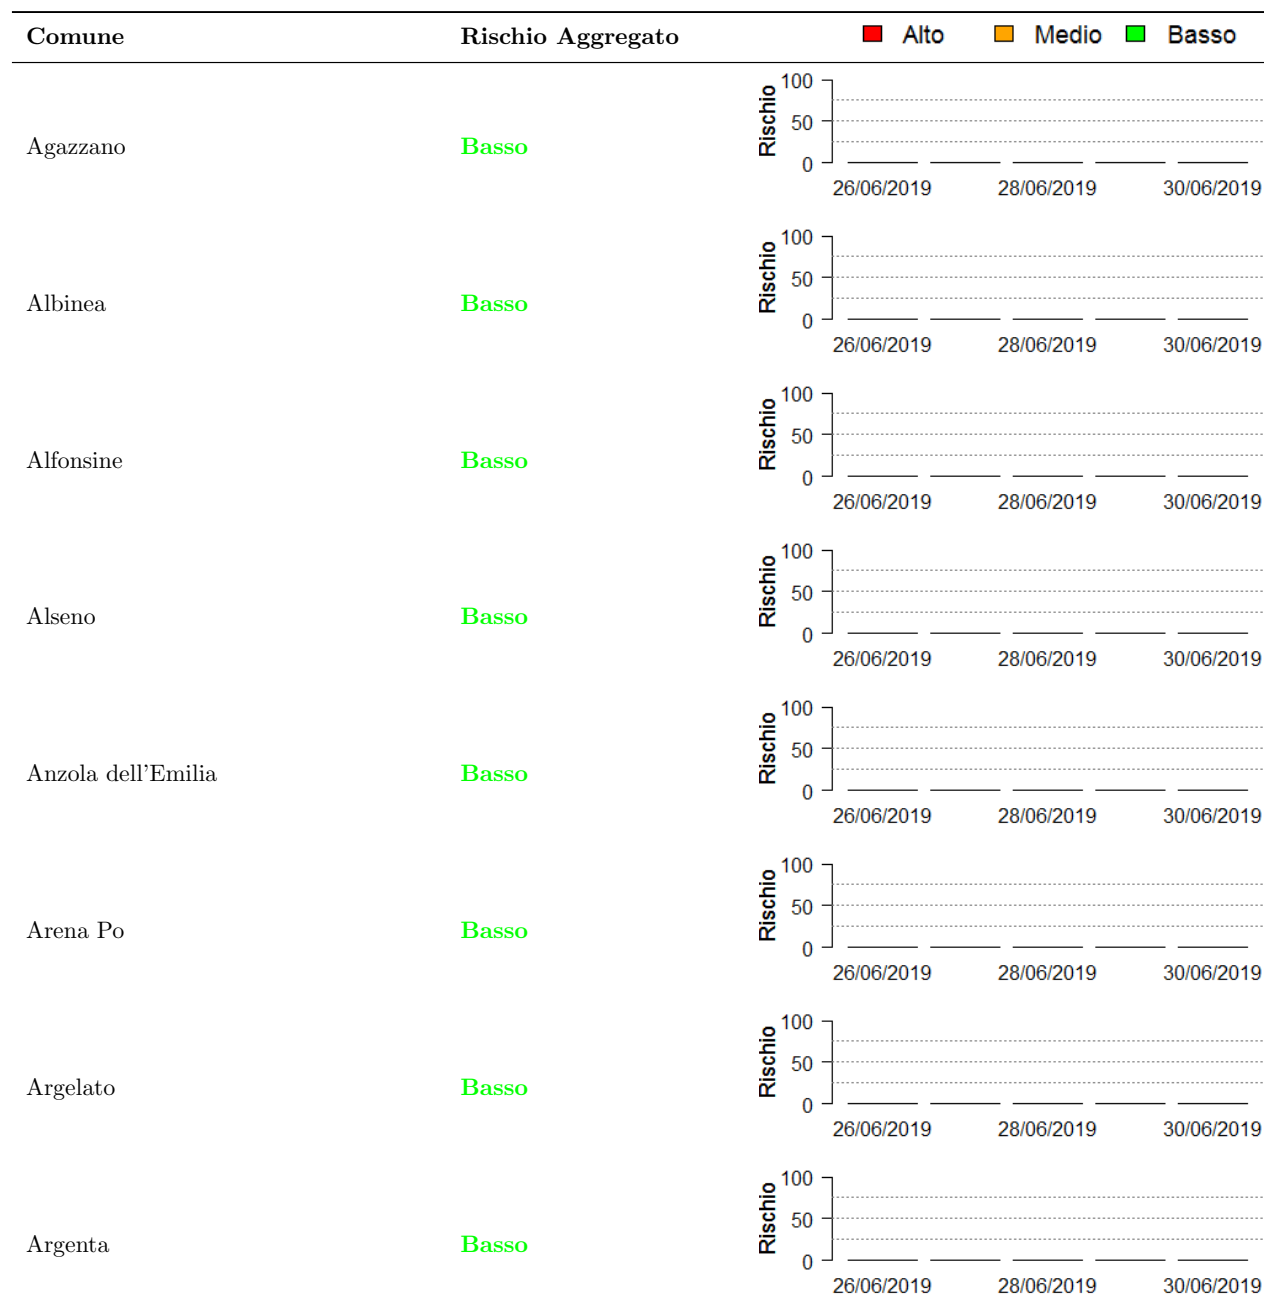 Comune Rischio Aggregato Alto Medio Basso
100
50
0
Rischio
Agazzano Basso
26/06/2019 28/06/2019 30/06/2019
100
50
0
Rischio
Albinea Basso
26/06/2019 28/06/2019 30/06/2019
100
50
0
Rischio
Alfonsine Basso
26/06/2019 28/06/2019 30/06/2019
100
50
0
Rischio
Alseno Basso
26/06/2019 28/06/2019 30/06/2019
100
50
0
Rischio
Anzola dell'Emilia Basso
26/06/2019 28/06/2019 30/06/2019
100
50
0
Rischio
Arena Po Basso
26/06/2019 28/06/2019 30/06/2019
100
50
0
Rischio
Argelato Basso
26/06/2019 28/06/2019 30/06/2019
100
50
0
Rischio
Argenta Basso
26/06/2019 28/06/2019 30/06/2019